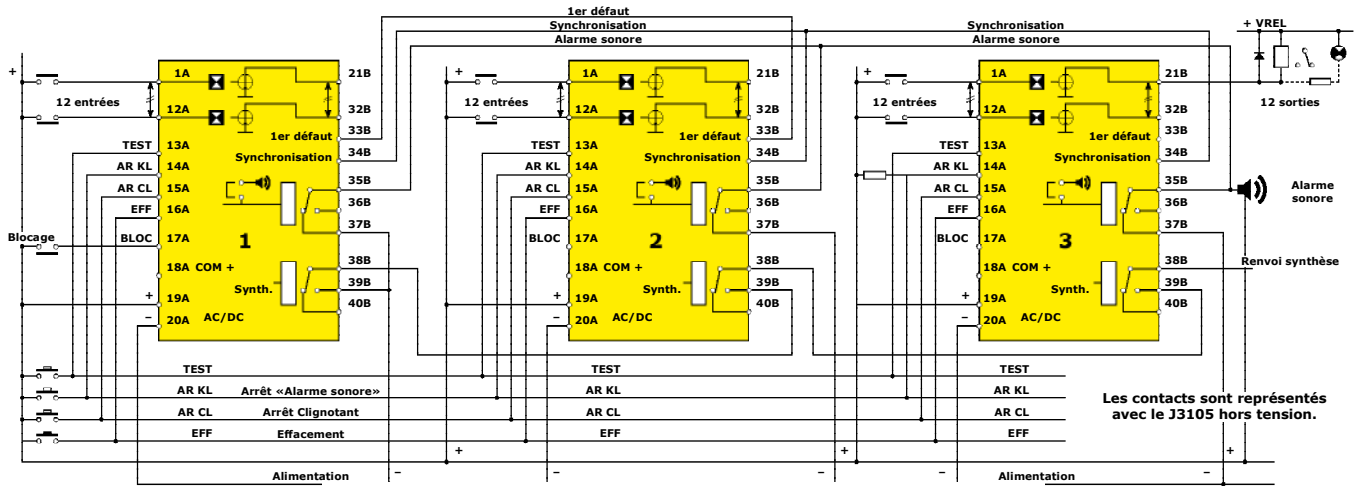 1er défaut
Synchronisation
Alarme sonore
Synchronisation
Alarme sonore
+ VREL
+
12 entrées
1A
12A
13A
14A
15A
16A
17A
18A COM +
19A
20A
AC/DC
Synchronisation
1
Synth.
21B
32B
33B
34B
35B
36B
37B
38B
39B
40B
TEST
AR KL
AR CL
EFF
Blocage
BLOC
+
–
+
12 entrées
1A
12A
13A
14A
15A
16A
17A
18A COM +
19A
20A
AC/DC
1er défaut
Synchronisation
2
Synth.
21B
32B
33B
34B
35B
36B
37B
38B
39B
40B
TEST
AR KL
AR CL
EFF
BLOC
+
–
+
12 entrées
1A
12A
13A
14A
15A
16A
17A
18A COM +
19A
20A
AC/DC
1er défaut
Synchronisation
3
Synth.
21B
32B
33B
34B
35B
36B
37B
38B
39B
40B
TEST
AR KL
AR CL
EFF
BLOC
+
–
12 sorties
Alarme
sonore
Renvoi synthèse
TEST
TEST
TEST
AR KL
Arrêt «Alarme sonore»
AR KL
AR KL
AR CL
Arrêt Clignotant
AR CL
AR CL
EFF
Effacement
EFF
EFF
Les contacts sont représentés
avec le J3105 hors tension.
+
+
+
Alimentation
–
–
–
–
Alimentation
–